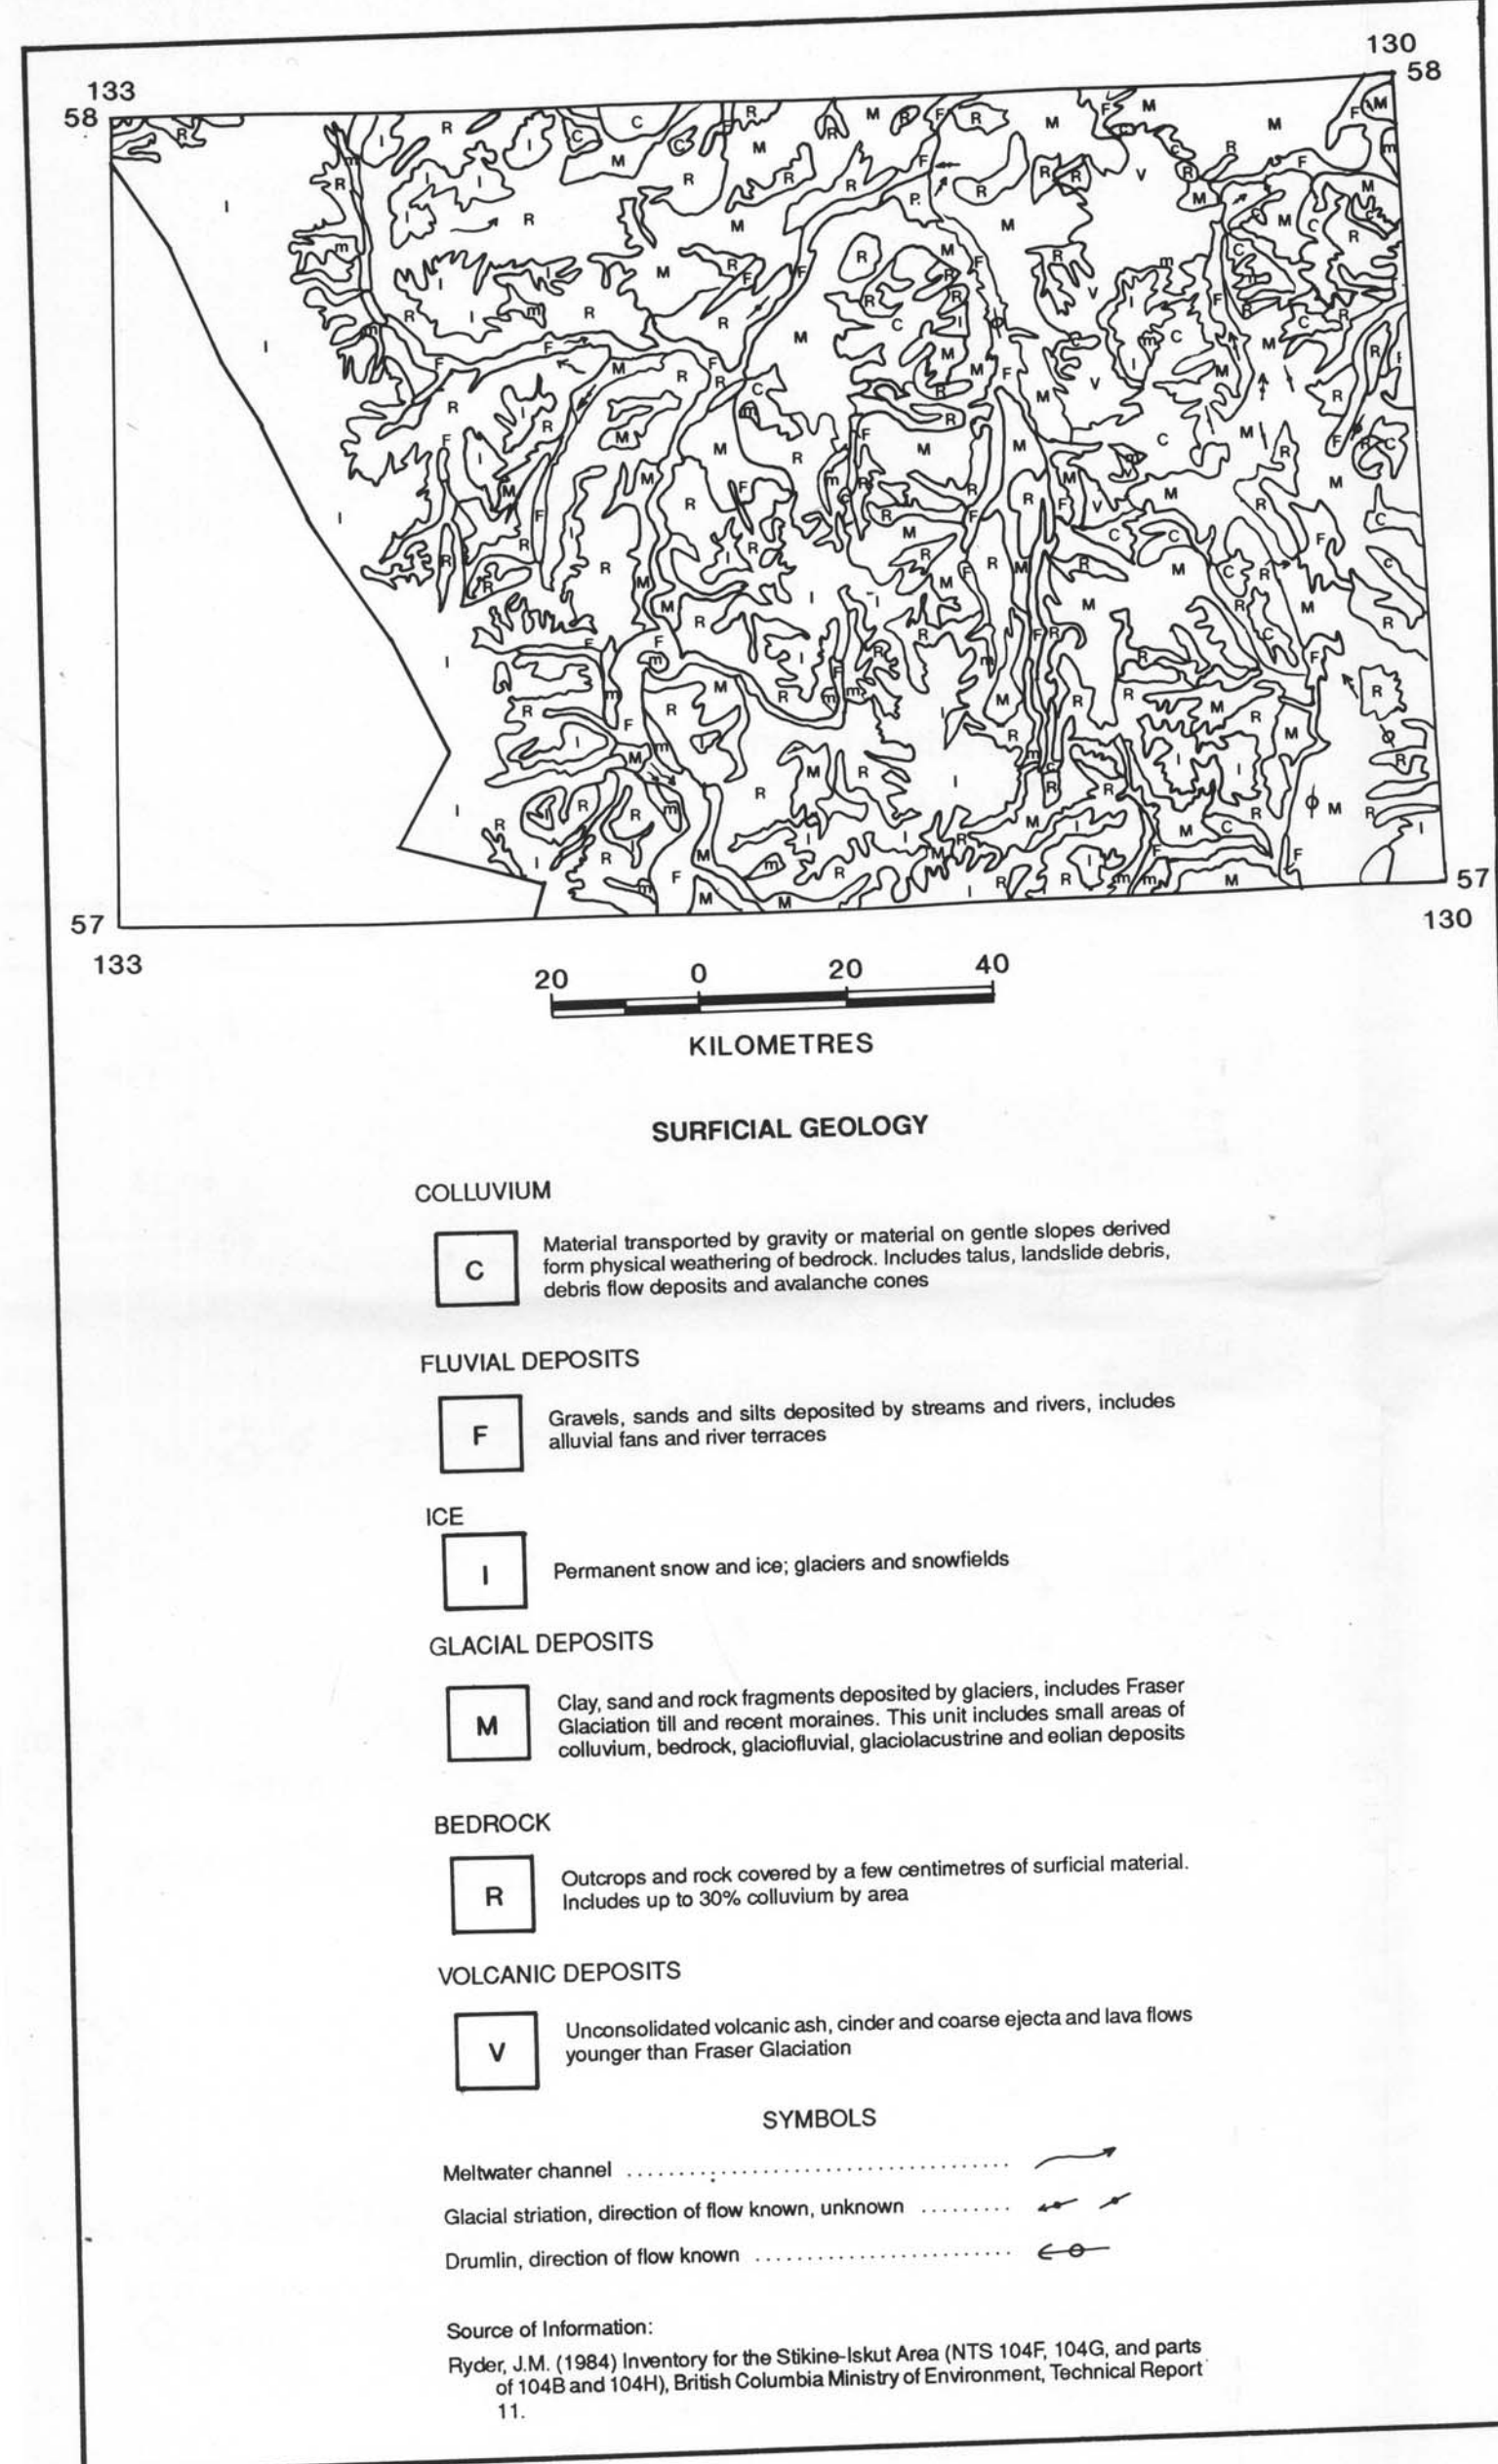 133
130
58
58
57
57
133
130
20 0 20 40
KILOMETRES
SURFICIAL GEOLOGY
COLLUVIUM
C
Material transported by gravity or material on gentle slopes derived
form physical weathering of bedrock. Includes talus, landslide debris,
debris flow deposits and avalanche cones
FLUVIAL DEPOSITS
F
Gravels, sands and silts deposited by streams and rivers, includes
alluvial fans and river terraces
ICE
I
Permanent snow and ice; glaciers and snowfields
GLACIAL DEPOSITS
M
Clay, sand and rock fragments deposited by glaciers, includes Fraser
Glaciation till and recent moraines. This unit includes small areas of
colluvium, bedrock, glaciofluvial, glaciolacustrine and eolian deposits
BEDROCK
R
Outcrops and rock covered by a few centimetres of surficial material.
Includes up to 30% colluvium by area
VOLCANIC DEPOSITS
V
Unconsolidated volcanic ash, cinder and coarse ejecta and lava flows
younger than Fraser Glaciation
SYMBOLS
Meltwater channel
Glacial striation, direction of flow known, unknown
Drumlin, direction of flow known
Source of Information:
Ryder, J.M. (1984) Inventory for the Stikine-Iskut Area (NTS 104F, 104G, and parts
of 104B and 104H), British Columbia Ministry of Environment, Technical Report
11.